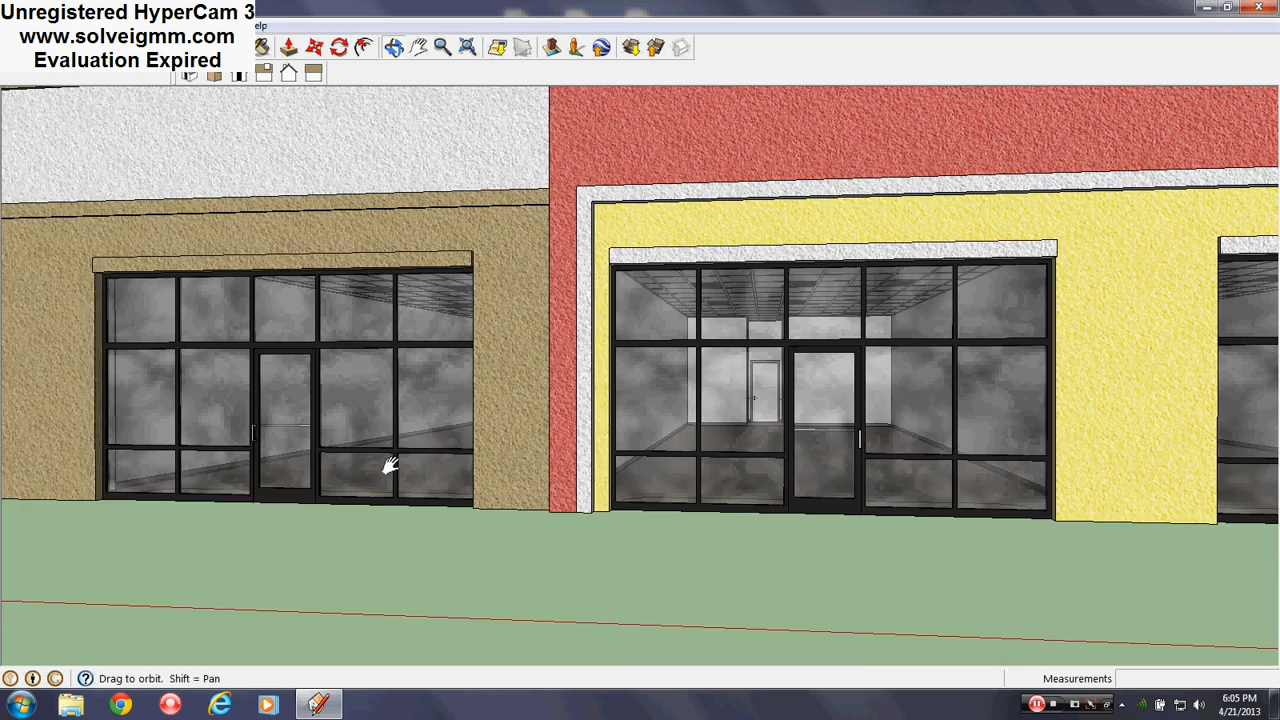 Unregistered HyperCam 3
www.solveigmm.com
Evaluation Expired
elp
Drag to orbit. Shift = Pan
Measurements
6:05 PM
4/21/2013